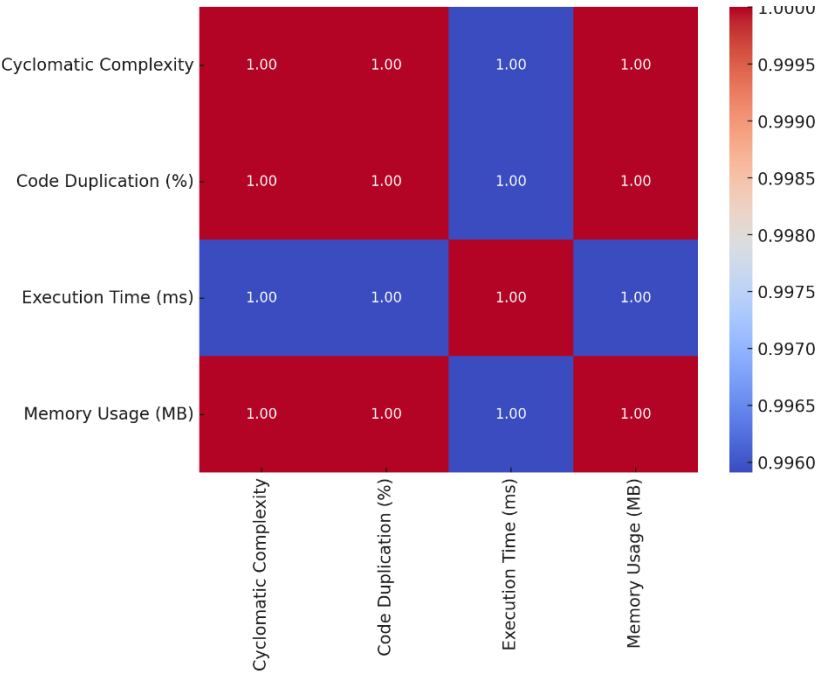 1.0000
Cyclomatic Complexity 1.00 1.00 1.00 1.00
0.9995
0.9990
Code Duplication (%) 1.00 1.00 1.00 1.00
0.9985
0.9980
Execution Time (ms) 1.00 1.00 1.00 1.00
0.9975
0.9970
Memory Usage (MB) 1.00 1.00 1.00 1.00
0.9965
0.9960
Cyclomatic Complexity
Code Duplication (%)
Execution Time (ms)
Memory Usage (MB)